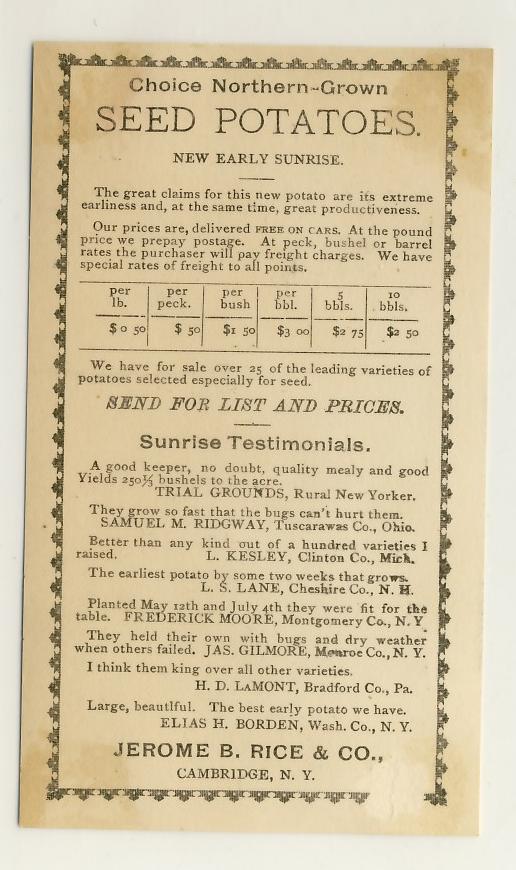 Choice Northern-Grown
SEED POTATOES.
NEW EARLY SUNRISE.
The great claims for this new potato are its extreme
earliness and, at the same time, great productiveness.
Our prices are, delivered FREE ON CARS. At the pound
price we prepay postage. At peck, bushel or barrel
rates the purchaser will pay freight charges. We have
special rates of freight to all points.
per lb. per peck. per bush per bbl. 5 bbls. 10 bbls.
$0 50 $ 50 $1 50 $3 00 $2 75 $2 50
We have for sale over 25 of the leading varieties of
potatoes selected especially for seed.
SEND FOR LIST AND PRICES.
Sunrise Testimonials.
A good keeper, no doubt, quality mealy and good
Yields 250⅓ bushels to the acre.
TRIAL GROUNDS, Rural New Yorker.
They grow so fast that the bugs can't hurt them.
SAMUEL M. RIDGWAY, Tuscarawas Co., Ohio.
Better than any kind out of a hundred varieties I
raised. L. KESLEY, Clinton Co., Mich.
The earliest potato by some two weeks that grows.
L. S. LANE, Cheshire Co., N. H.
Planted May 12th and July 4th they were fit for the
table. FREDERICK MOORE, Montgomery Co., N. Y
They held their own with bugs and dry weather
when others failed. JAS. GILMORE, Monroe Co., N. Y.
I think them king over all other varieties.
H. D. LaMONT, Bradford Co., Pa.
Large, beautlful. The best early potato we have.
ELIAS H. BORDEN, Wash. Co., N. Y.
JEROME B. RICE & CO.,
CAMBRIDGE, N. Y.